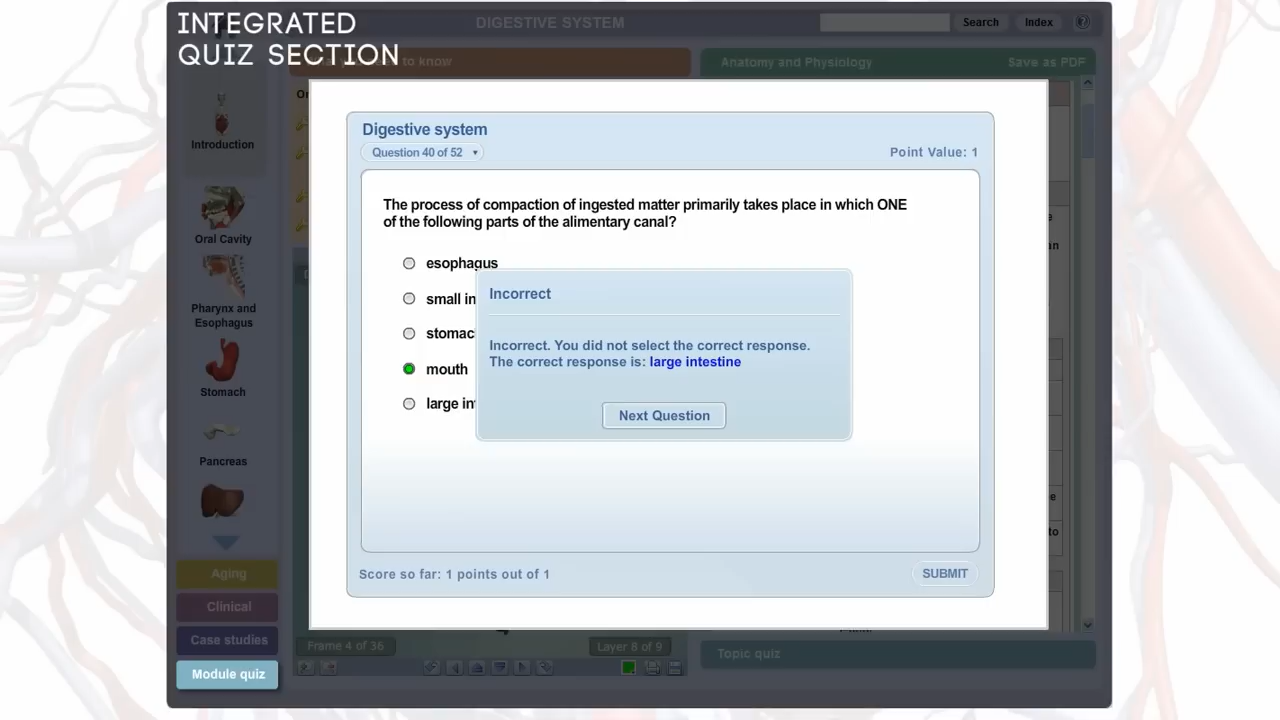 INTEGRATED
QUIZ SECTION
DIGESTIVE SYSTEM
Search
Index
to know
Anatomy and Physiology
Save as PDF
Introduction
Oral Cavity
Pharynx and
Esophagus
Stomach
Pancreas
Aging
Clinical
Case studies
Module quiz
Digestive system
Question 40 of 52
Point Value: 1
The process of compaction of ingested matter primarily takes place in which ONE
of the following parts of the alimentary canal?
esophagus
small in
stomac
mouth
large in
Incorrect
Incorrect. You did not select the correct response.
The correct response is: large intestine
Next Question
Score so far: 1 points out of 1
SUBMIT
Frame 4 of 36
Layer 8 of 9
Topic quiz